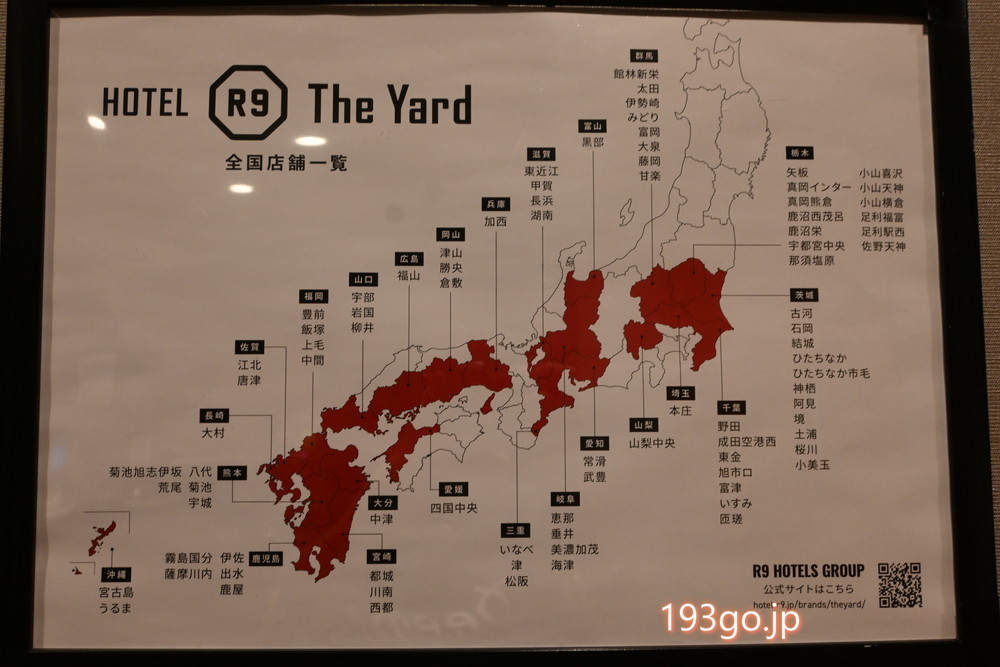 HOTEL R9 The Yard
全国店舗一覧
群馬
館林新栄
太田
伊勢崎
みどり
富岡
大泉
藤岡
甘楽
富山
黒部
滋賀
東近江
甲賀
長浜
湖南
兵庫
加西
岡山
津山
勝央
倉敷
広島
福山
山口
宇部
岩国
柳井
福岡
豊前
飯塚
上毛
中間
佐賀
江北
唐津
長崎
大村
熊本
菊池旭志伊坂 八代
荒尾 菊池
宇城
鹿児島
霧島国分 伊佐
薩摩川内 出水
鹿屋
沖縄
宮古島
うるま
栃木
矢板 小山喜沢
真岡インター 小山天神
真岡熊倉 小山横倉
鹿沼西茂呂 足利福富
鹿沼栄 足利駅西
宇都宮中央 佐野天神
那須塩原
茨城
古河
石岡
結城
ひたちなか
ひたちなか市毛
神栖
阿見
境
土浦
桜川
小美玉
埼玉
本庄
千葉
野田
成田空港西
東金
旭市口
富津
いすみ
匝瑳
山梨
山梨中央
愛知
常滑
武豊
岐阜
恵那
垂井
美濃加茂
海津
三重
いなべ
津
松阪
愛媛
四国中央
大分
中津
宮崎
都城
川南
西都
R9 HOTELS GROUP
公式サイトはこちら
hotel-r9.jp/brands/theyard/
193go.jp